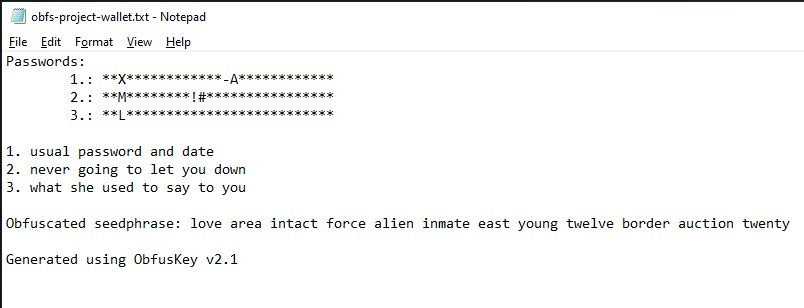 obfs-project-wallet.txt - Notepad
File Edit Format View Help
Passwords:
1.: **X************-A************
2.: **M********!#****************
3.: **L**************************
1. usual password and date
2. never going to let you down
3. what she used to say to you
Obfuscated seedphrase: love area intact force alien inmate east young twelve border auction twenty
Generated using ObfusKey v2.1